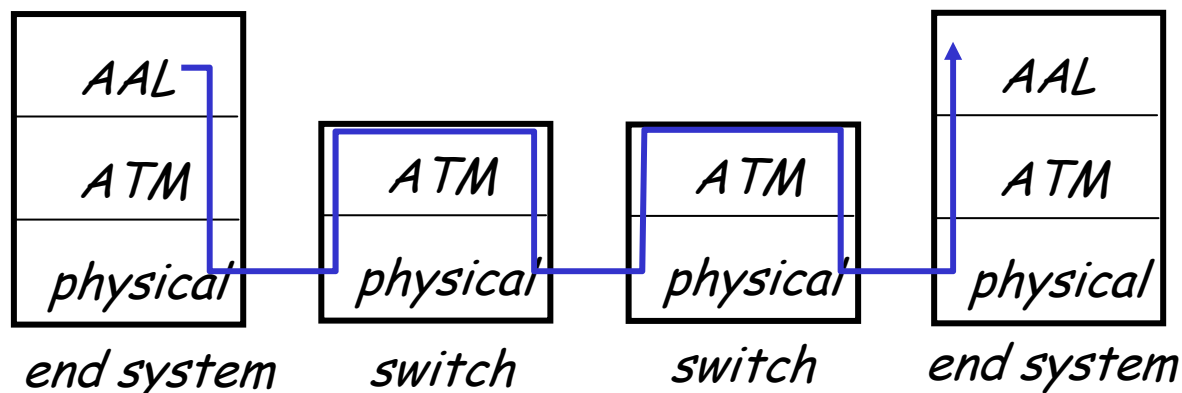 AAL
ATM
physical
end system
ATM
physical
switch
ATM
physical
switch
AAL
ATM
physical
end system